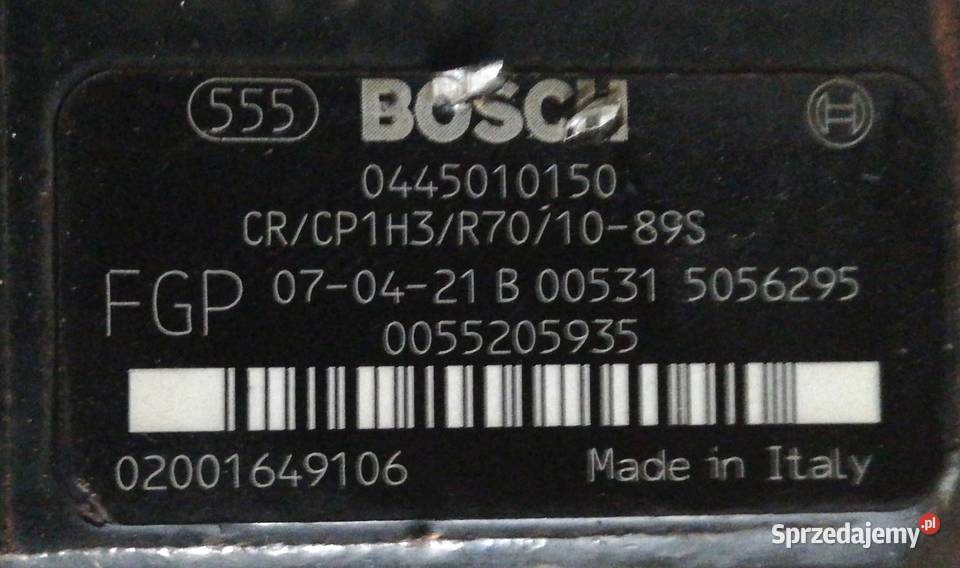 555 BOSCH
0445010150
CR/CP1H3/R70/10-89S
FGP 07-04-21 B 00531 5056295
0055205935
02001649106 Made in Italy
Sprzedajemy.pl